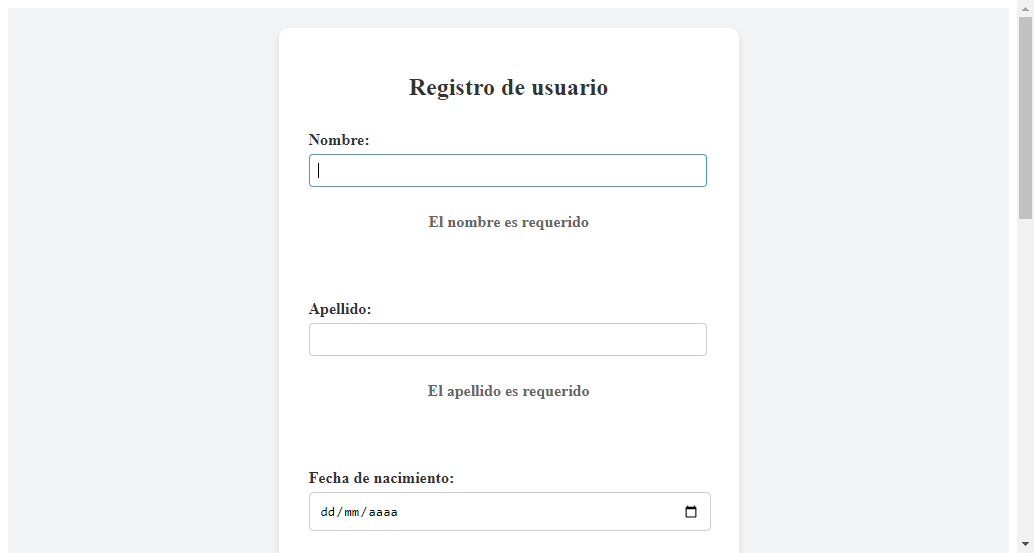 Registro de usuario
Nombre:
El nombre es requerido
Apellido:
El apellido es requerido
Fecha de nacimiento:
dd/mm/aaaa